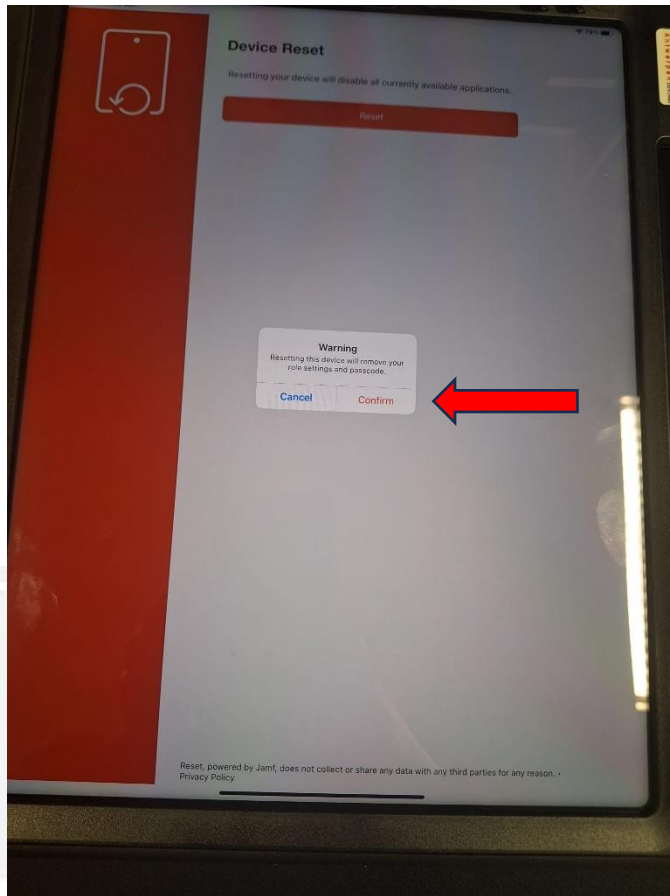 79%
Device Reset
Resetting your device will disable all currently available applications.
Reset
Warning
Resetting this device will remove your
role settings and passcode.
Cancel
Confirm
Reset, powered by Jamf, does not collect or share any data with any third parties for any reason. •
Privacy Policy